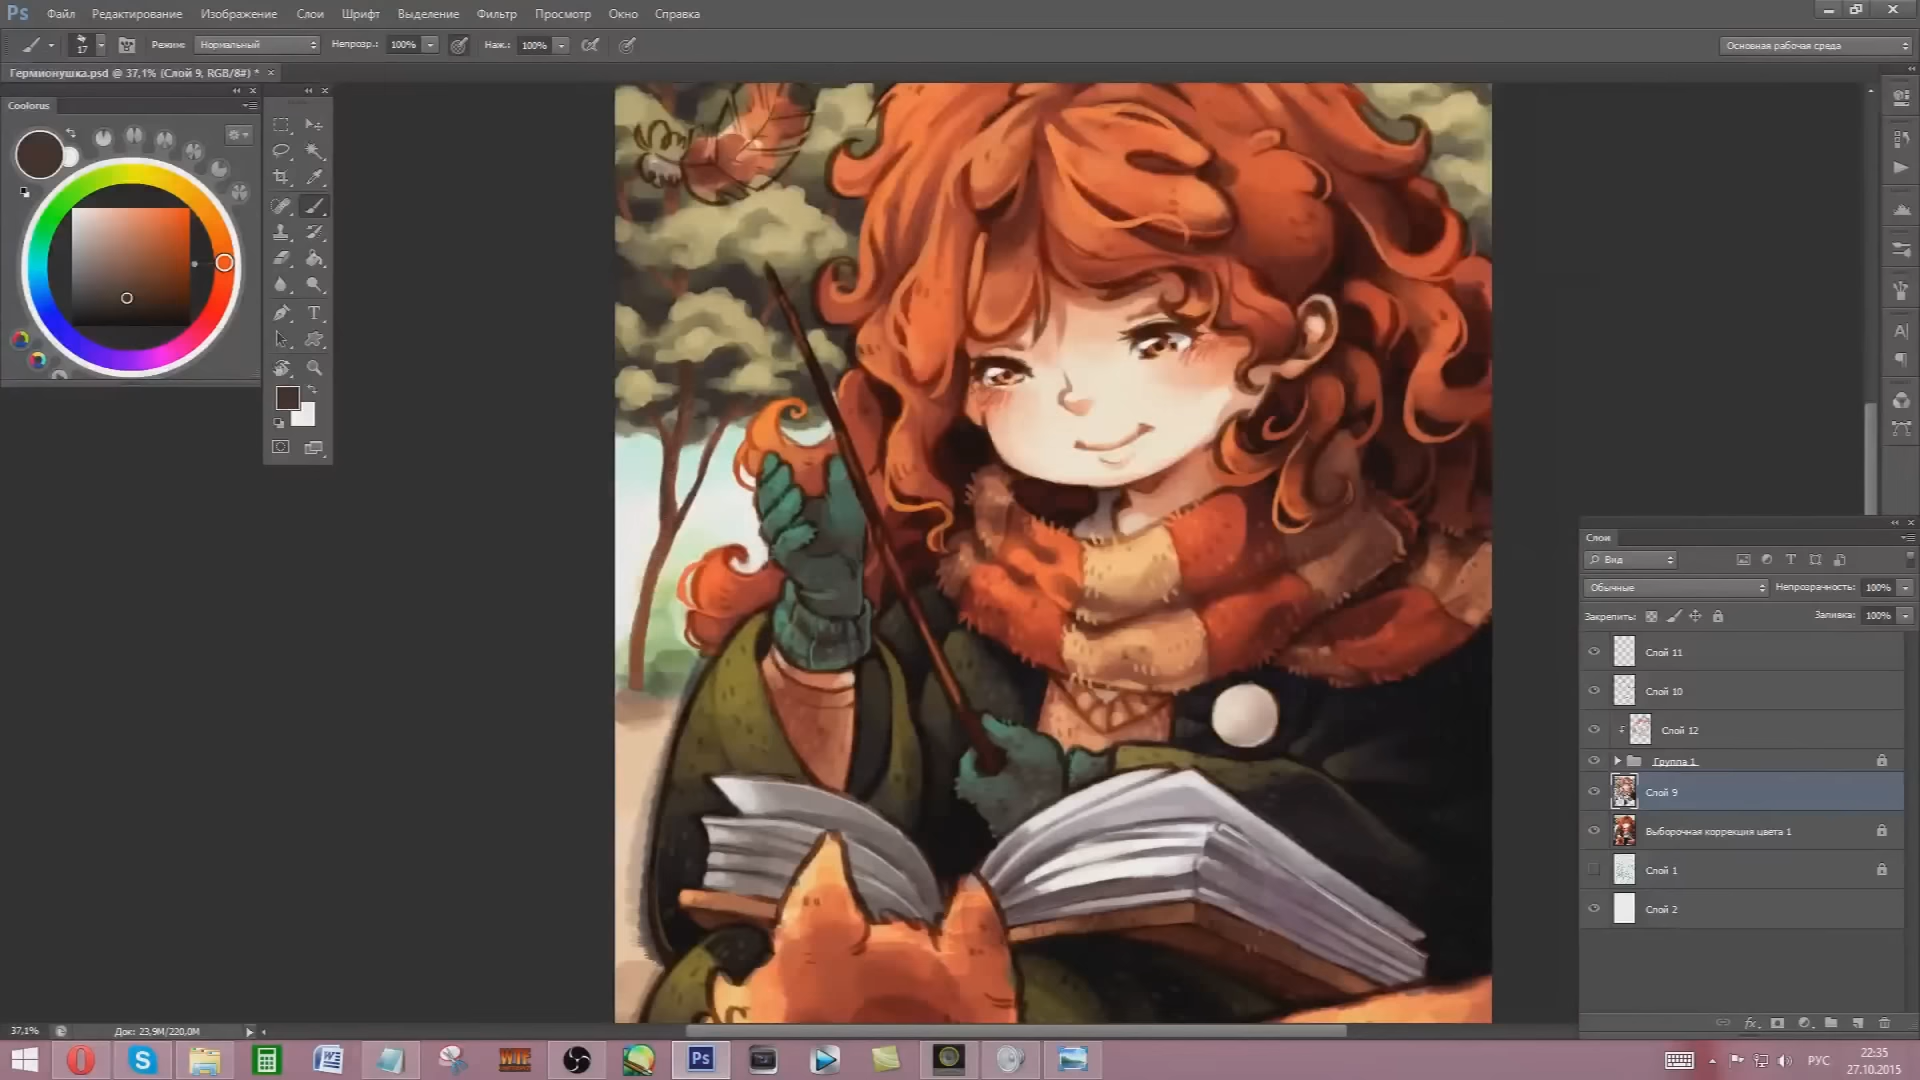 Ps Файл Редактирование Изображение Слои Шрифт Выделение Фильтр Просмотр Окно Справка
17 Режим: Нормальный Непрозр.: 100% Наж.: 100% Основная рабочая среда
Гермионушка.psd @ 37,1% (Слой 9, RGB/8#) *
Coolorus
Слои
Вид
Обычные Непрозрачность: 100%
Закрепить: Заливка: 100%
Слой 11
Слой 10
Слой 12
Группа 1
Слой 9
Выборочная коррекция цвета 1
Слой 1
Слой 2
37,1% Док: 23,9M/220,0M
WTF
Ps
РУС
22:35
27.10.2015